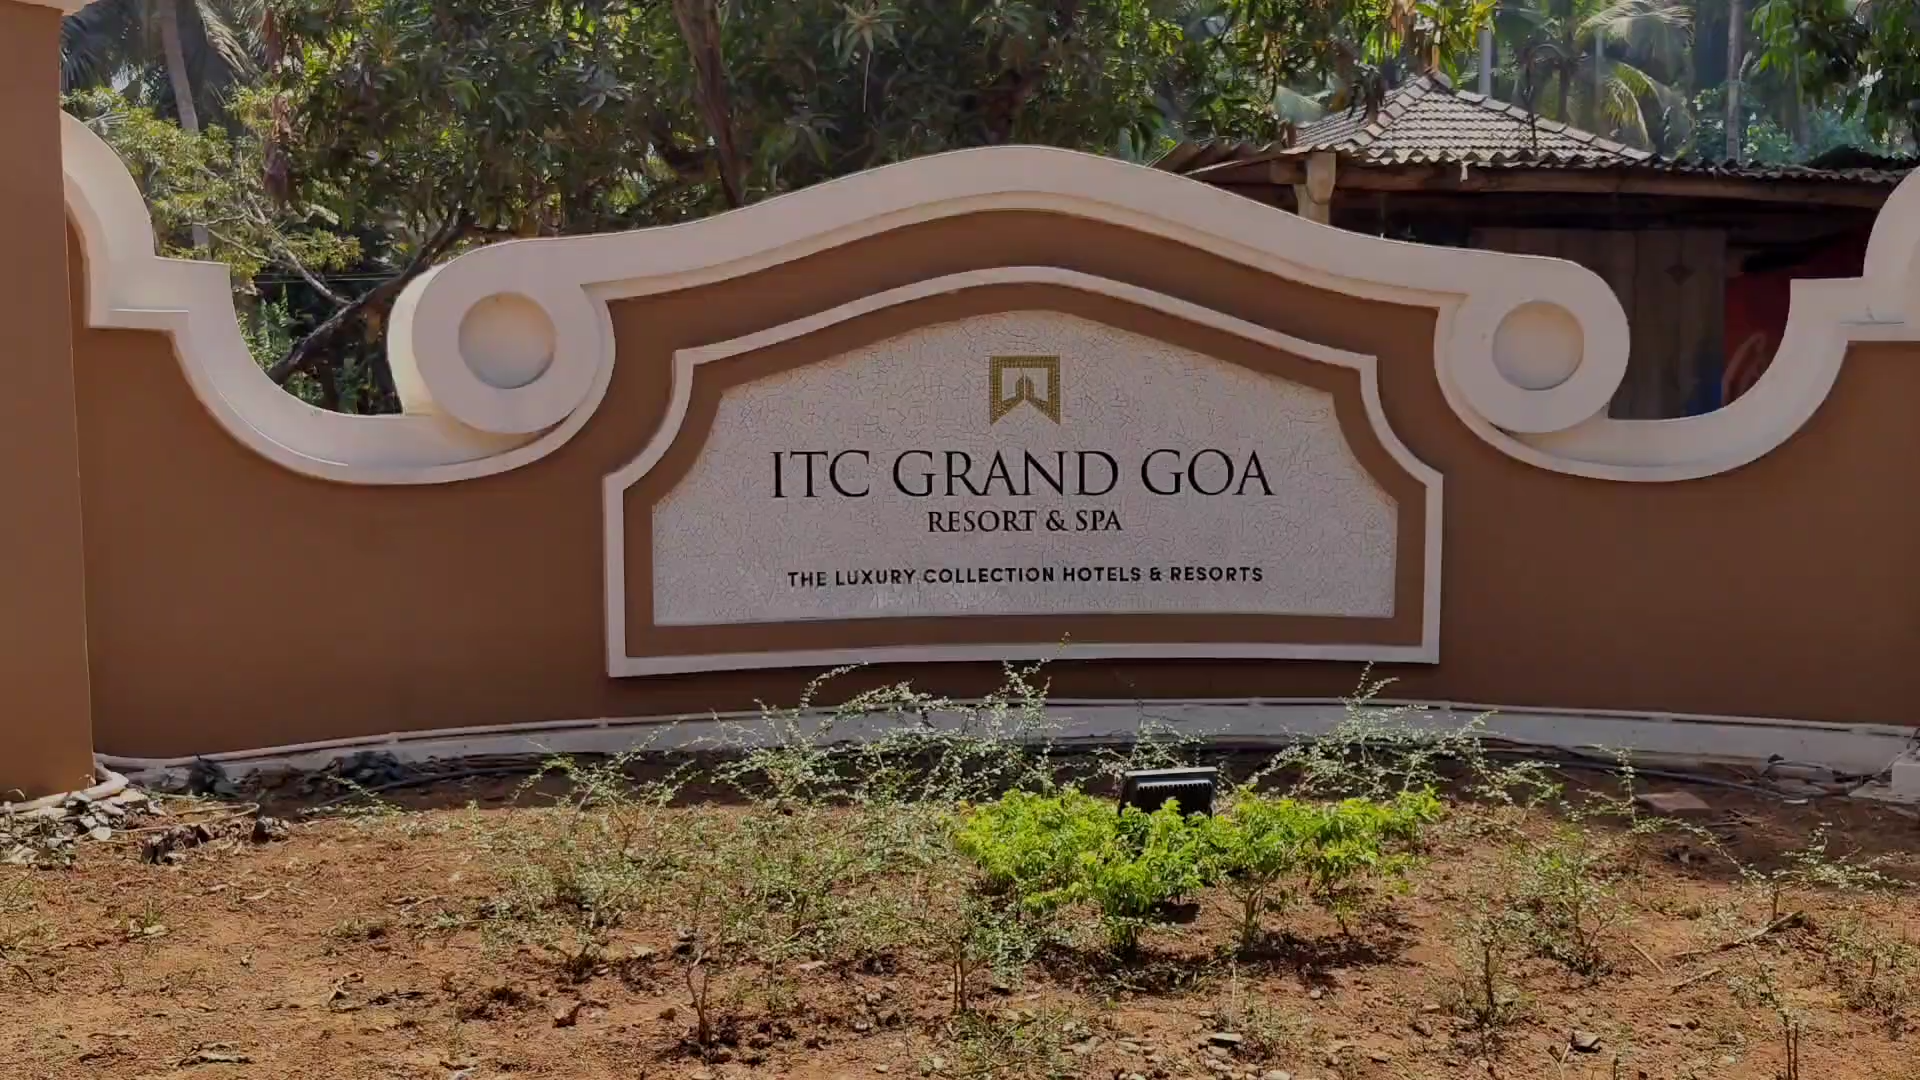 ITC GRAND GOA
RESORT & SPA
THE LUXURY COLLECTION HOTELS & RESORTS